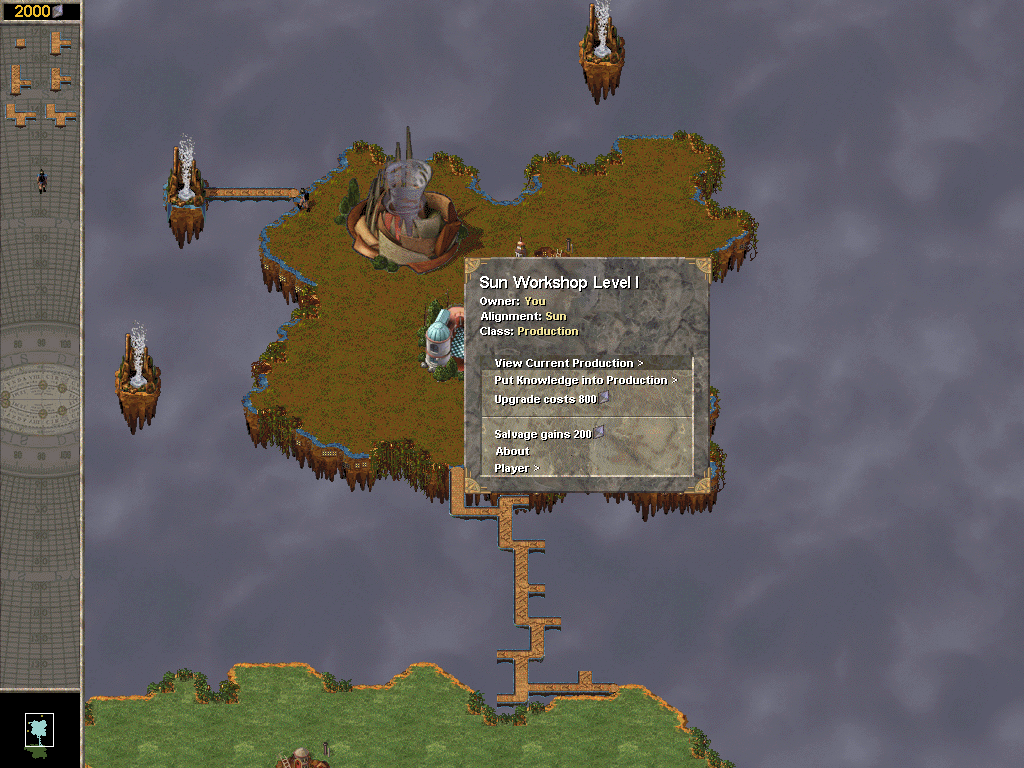 2000
Sun Workshop Level I
Owner: You
Alignment: Sun
Class: Production
View Current Production >
Put Knowledge into Production >
Upgrade costs 800
Salvage gains 200
About
Player >